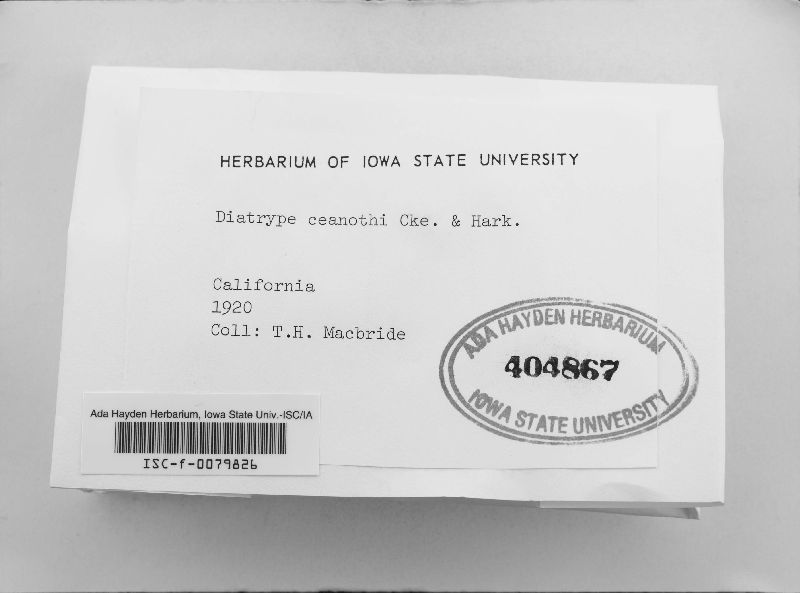 HERBARIUM OF IOWA STATE UNIVERSITY
Diatrype ceanothi Cke. & Hark.
California
1920
Coll: T.H. Macbride
ADA HAYDEN HERBARIUM
404867
IOWA STATE UNIVERSITY
Ada Hayden Herbarium, Iowa State Univ.-ISC/IA
ISC-f-0079826